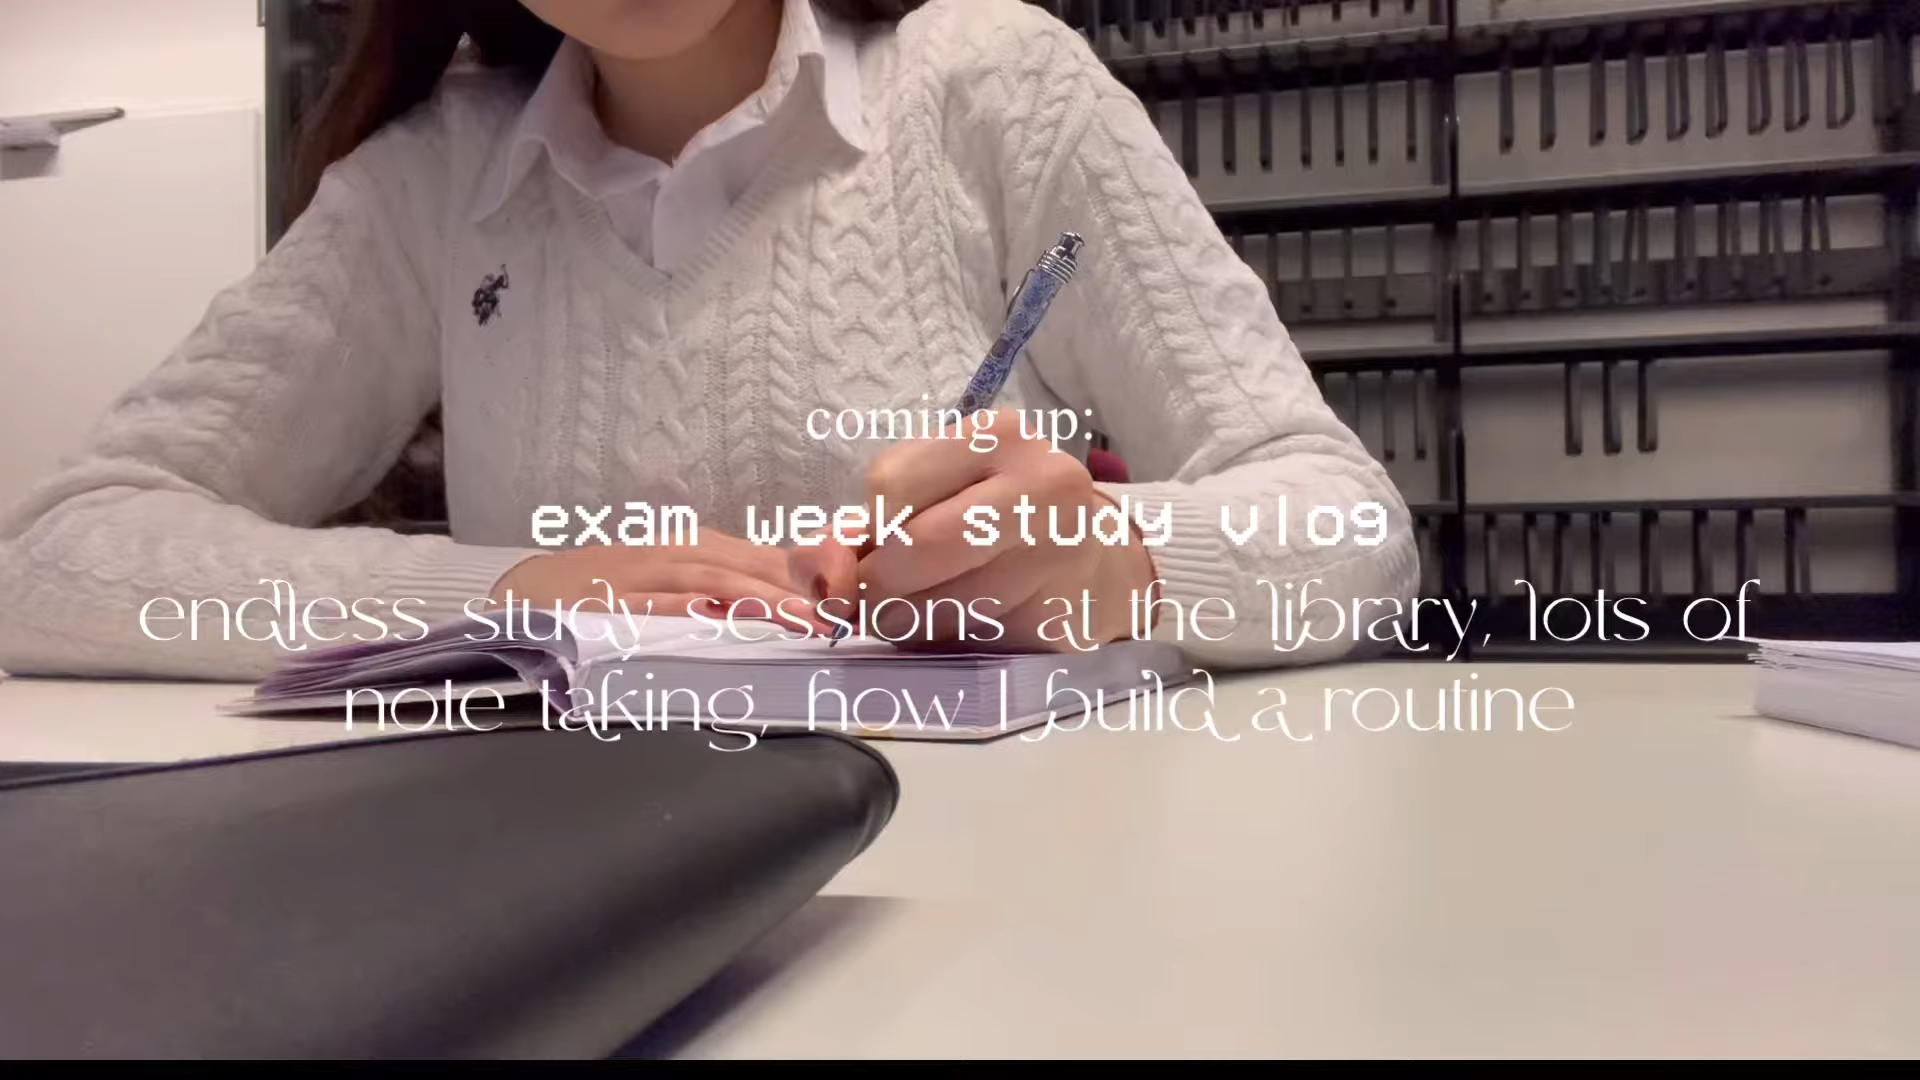 coming up:
exam week study vlog
endless study sessions at the library, lots of
note taking, how I build a routine